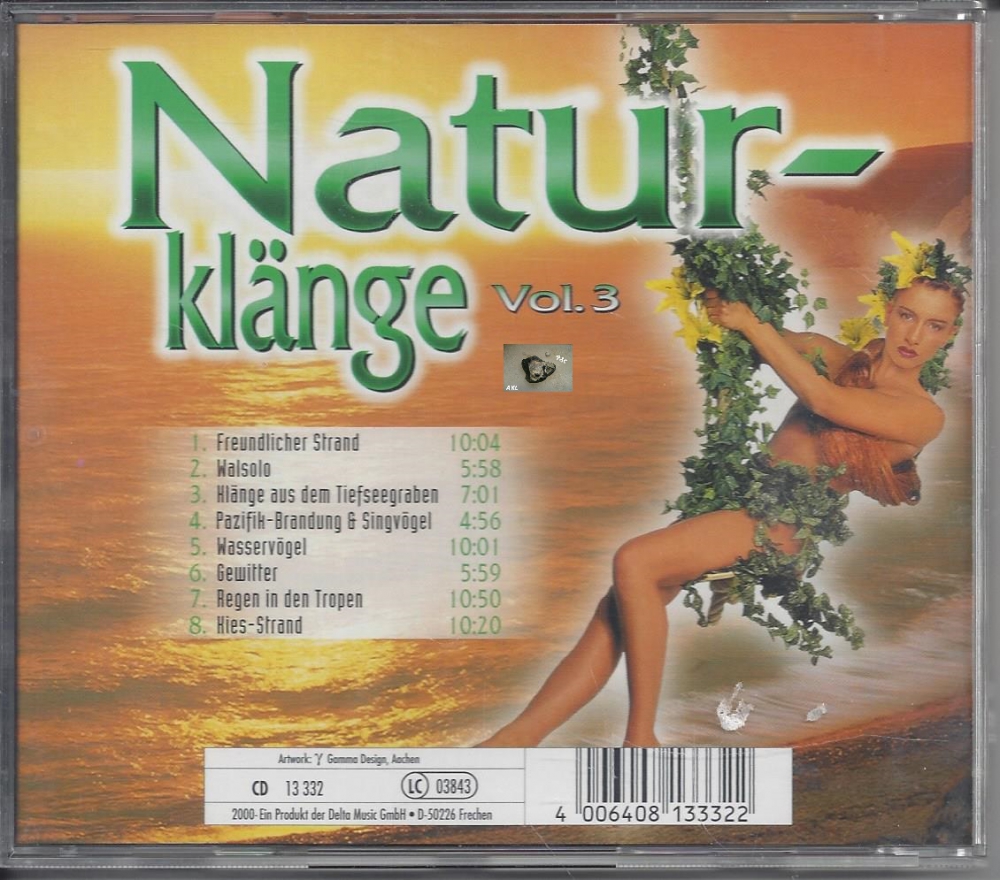 Natur-
klänge Vol.3
AKL
1. Freundlicher Strand 10:04
2. Walsolo 5:58
3. Klänge aus dem Tiefseegraben 7:01
4. Pazifik-Brandung & Singvögel 4:56
5. Wasservögel 10:01
6. Gewitter 5:59
7. Regen in den Tropen 10:50
8. Kies-Strand 10:20
Artwork: γ Gamma Design, Aachen
CD 13 332 LC 03843
2000·Ein Produkt der Delta Music GmbH • D-50226 Frechen
4 006408 133322